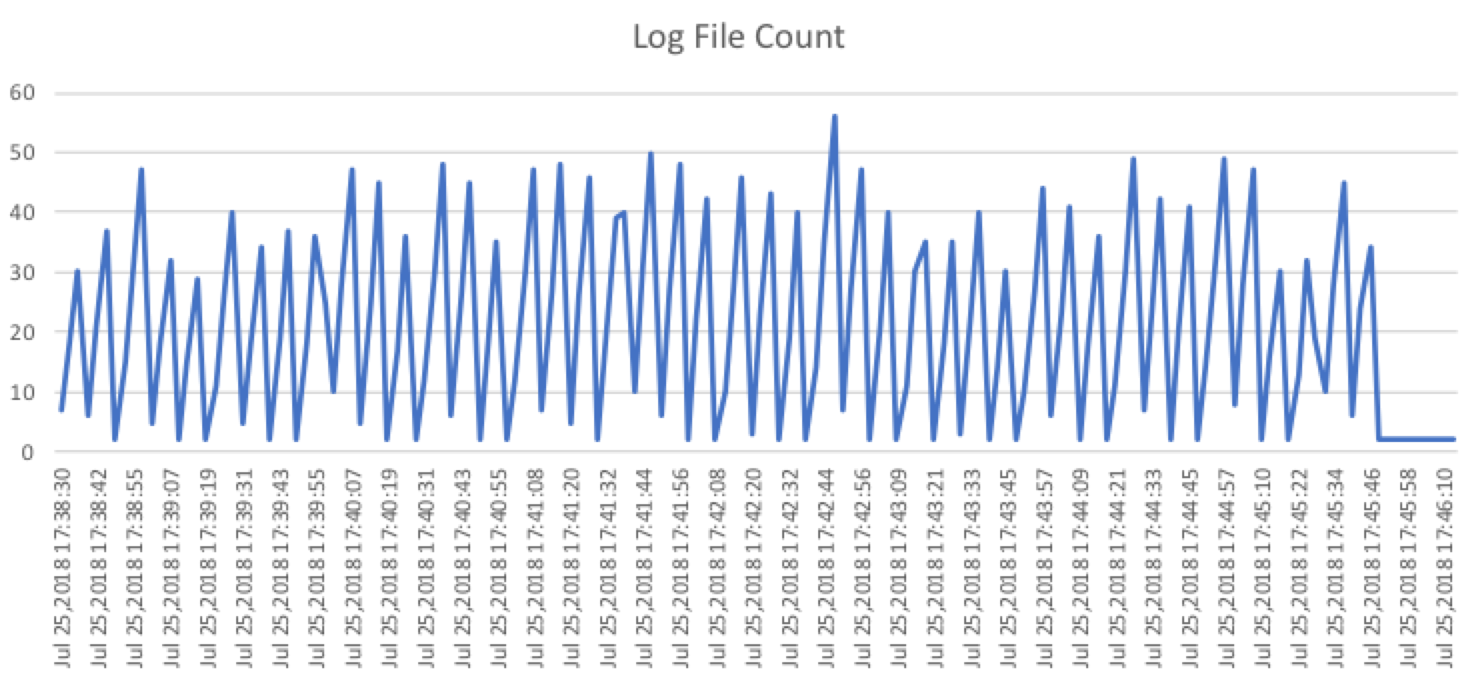 Log File Count
60
50
40
30
20
10
0
Jul 25,2018 17:38:30
Jul 25,2018 17:38:42
Jul 25,2018 17:38:55
Jul 25,2018 17:39:07
Jul 25,2018 17:39:19
Jul 25,2018 17:39:31
Jul 25,2018 17:39:43
Jul 25,2018 17:39:55
Jul 25,2018 17:40:07
Jul 25,2018 17:40:19
Jul 25,2018 17:40:31
Jul 25,2018 17:40:43
Jul 25,2018 17:40:55
Jul 25,2018 17:41:08
Jul 25,2018 17:41:20
Jul 25,2018 17:41:32
Jul 25,2018 17:41:44
Jul 25,2018 17:41:56
Jul 25,2018 17:42:08
Jul 25,2018 17:42:20
Jul 25,2018 17:42:32
Jul 25,2018 17:42:44
Jul 25,2018 17:42:56
Jul 25,2018 17:43:09
Jul 25,2018 17:43:21
Jul 25,2018 17:43:33
Jul 25,2018 17:43:45
Jul 25,2018 17:43:57
Jul 25,2018 17:44:09
Jul 25,2018 17:44:21
Jul 25,2018 17:44:33
Jul 25,2018 17:44:45
Jul 25,2018 17:44:57
Jul 25,2018 17:45:10
Jul 25,2018 17:45:22
Jul 25,2018 17:45:34
Jul 25,2018 17:45:46
Jul 25,2018 17:45:58
Jul 25,2018 17:46:10